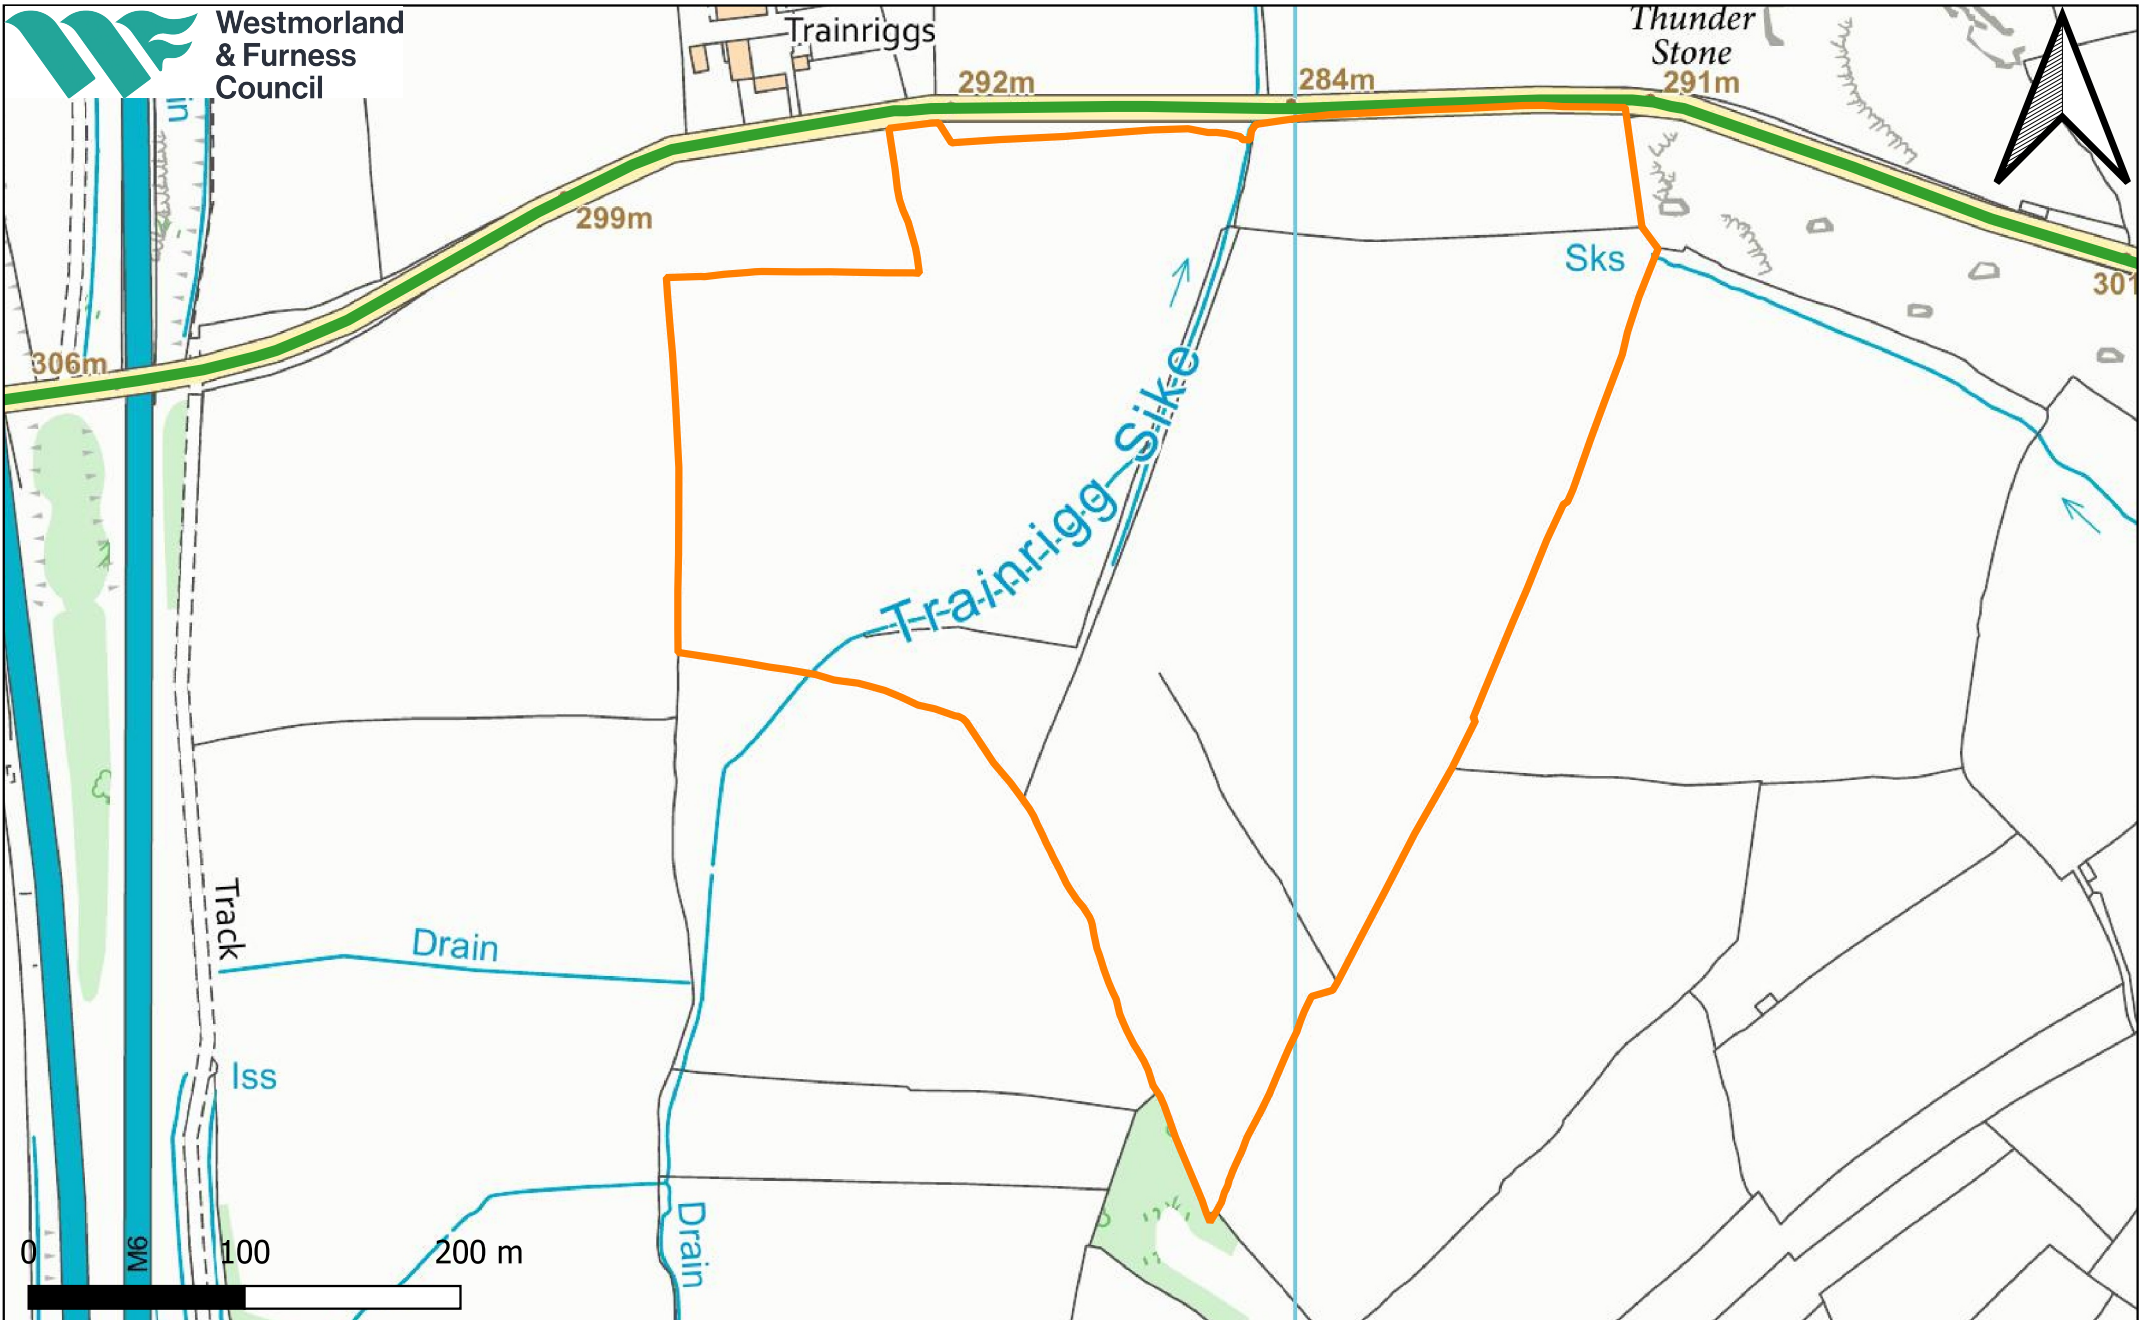 Westmorland
& Furness
Council
Trainriggs
Thunder
Stone
292m
284m
291m
299m
Sks
301
306m
Trainrigg Sike
Track
Drain
Iss
Drain
M6
0 100 200 m